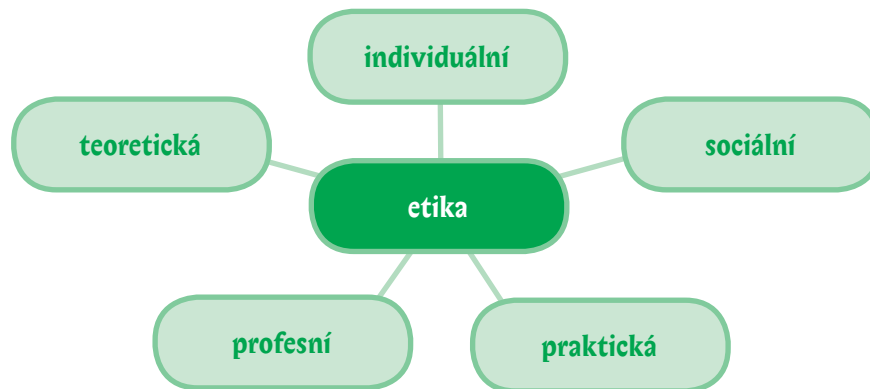 individuální
teoretická
sociální
etika
profesní
praktická